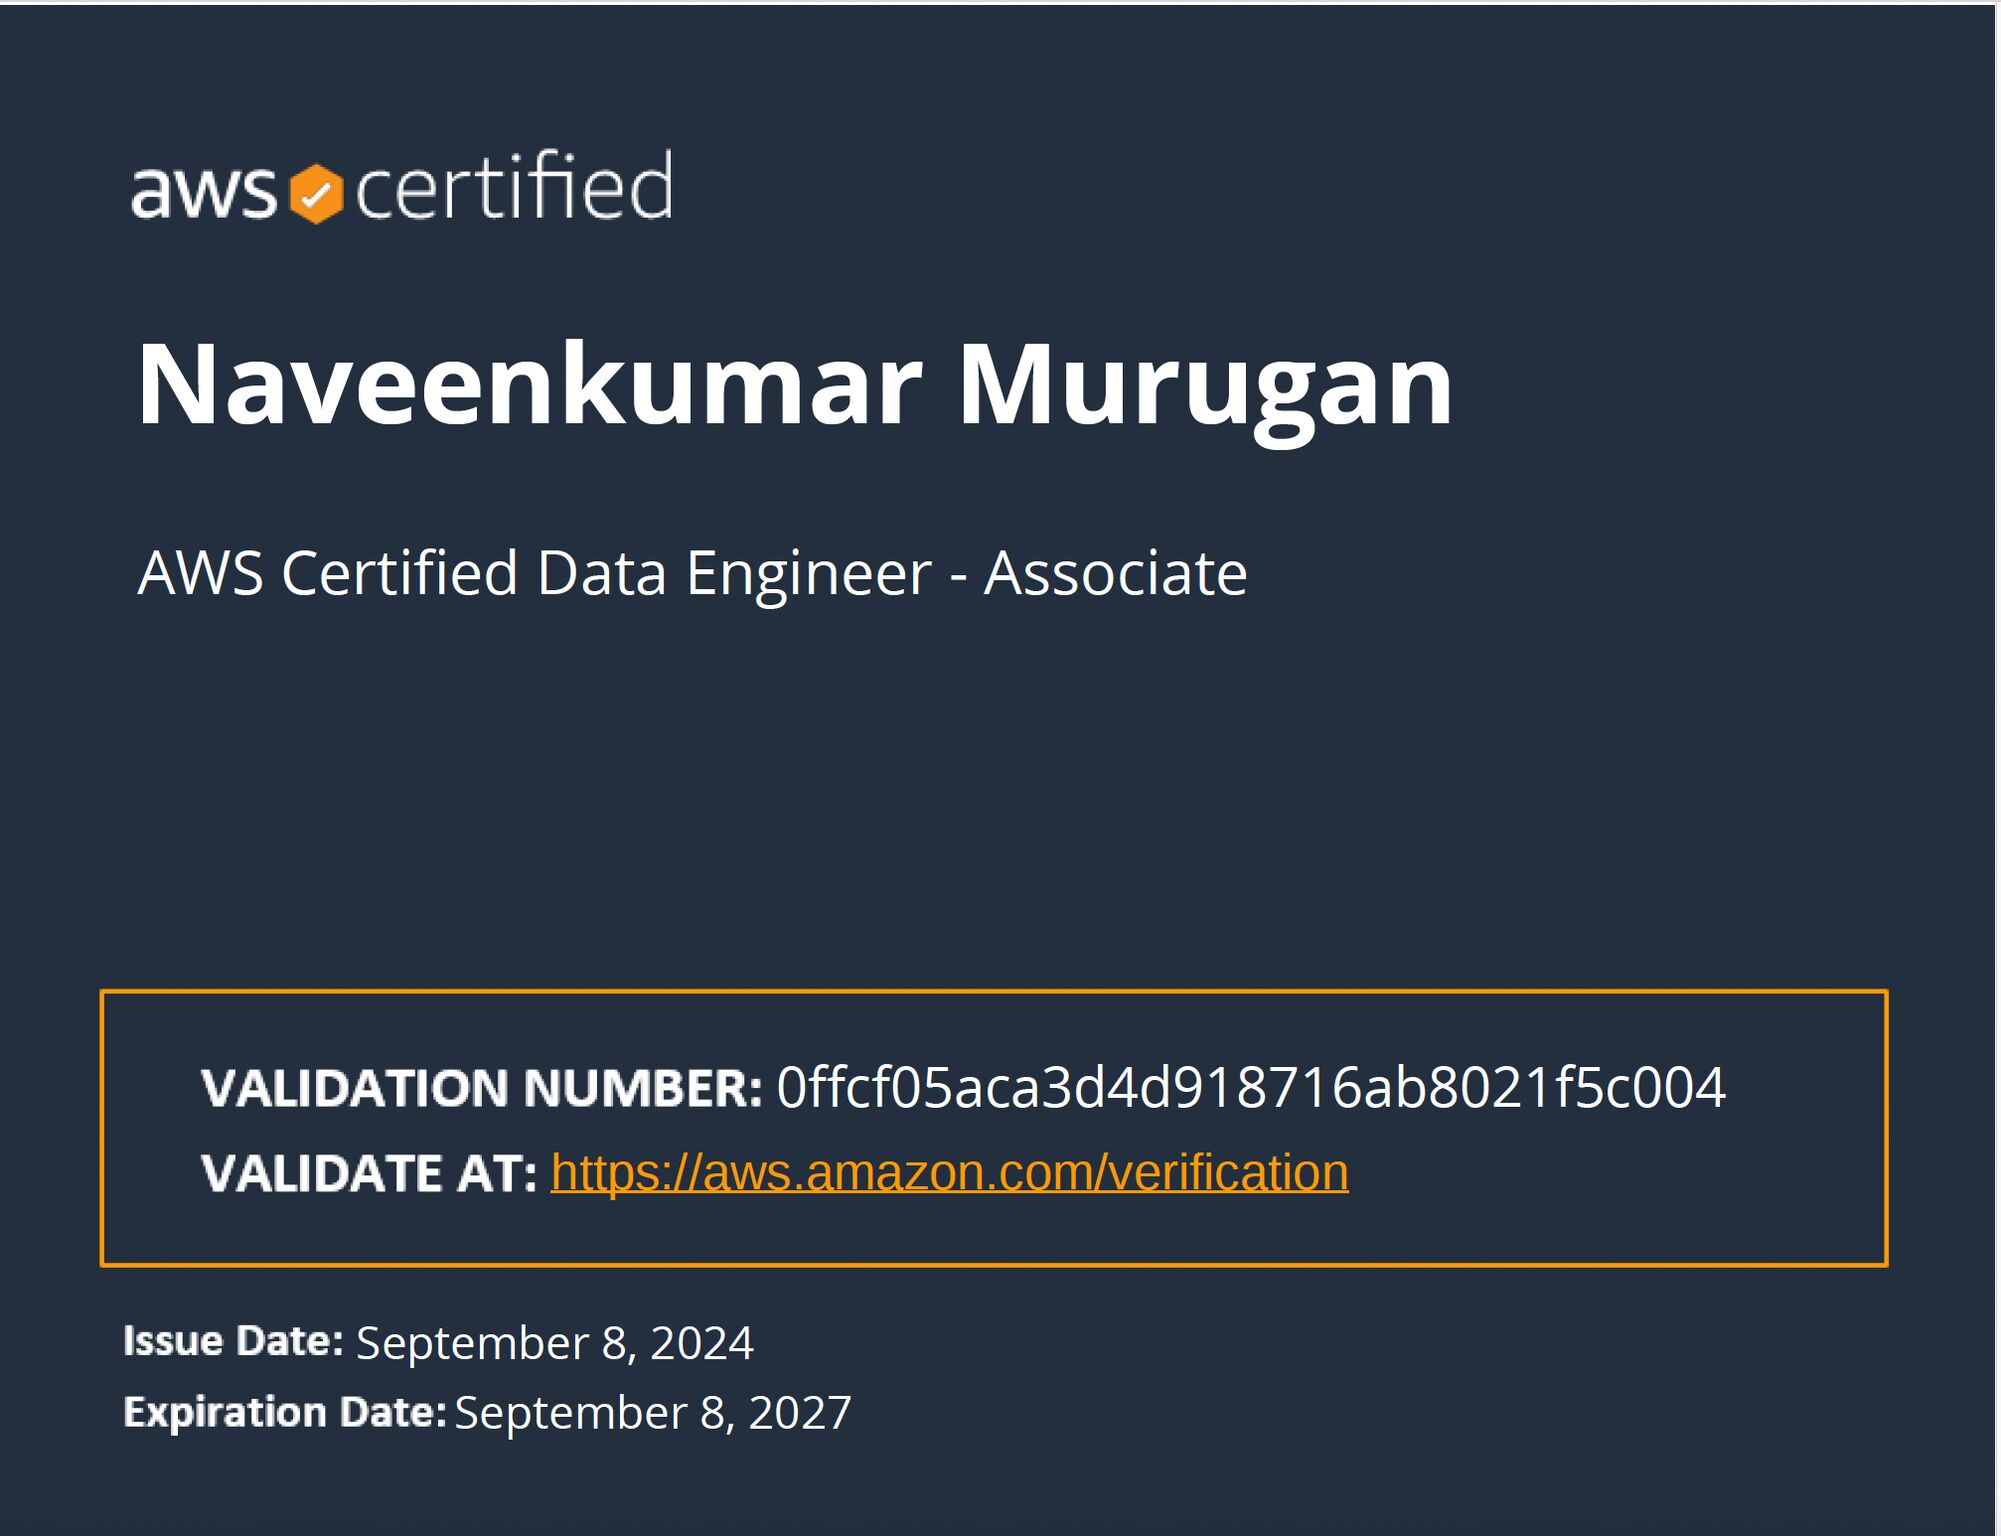 aws certified
Naveenkumar Murugan
AWS Certified Data Engineer - Associate
VALIDATION NUMBER: 0ffcf05aca3d4d918716ab8021f5c004
VALIDATE AT: https://aws.amazon.com/verification
Issue Date: September 8, 2024
Expiration Date: September 8, 2027